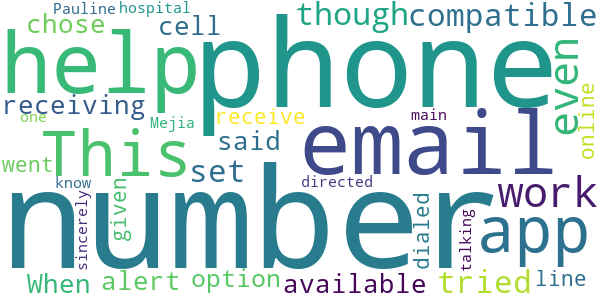 Pauline hospital
chose cell though compatible
help phone even
receiving receive
one Mejia main online
This said email
went set work
know directed
sincerely given number dialed talking app
When alert option available tried line